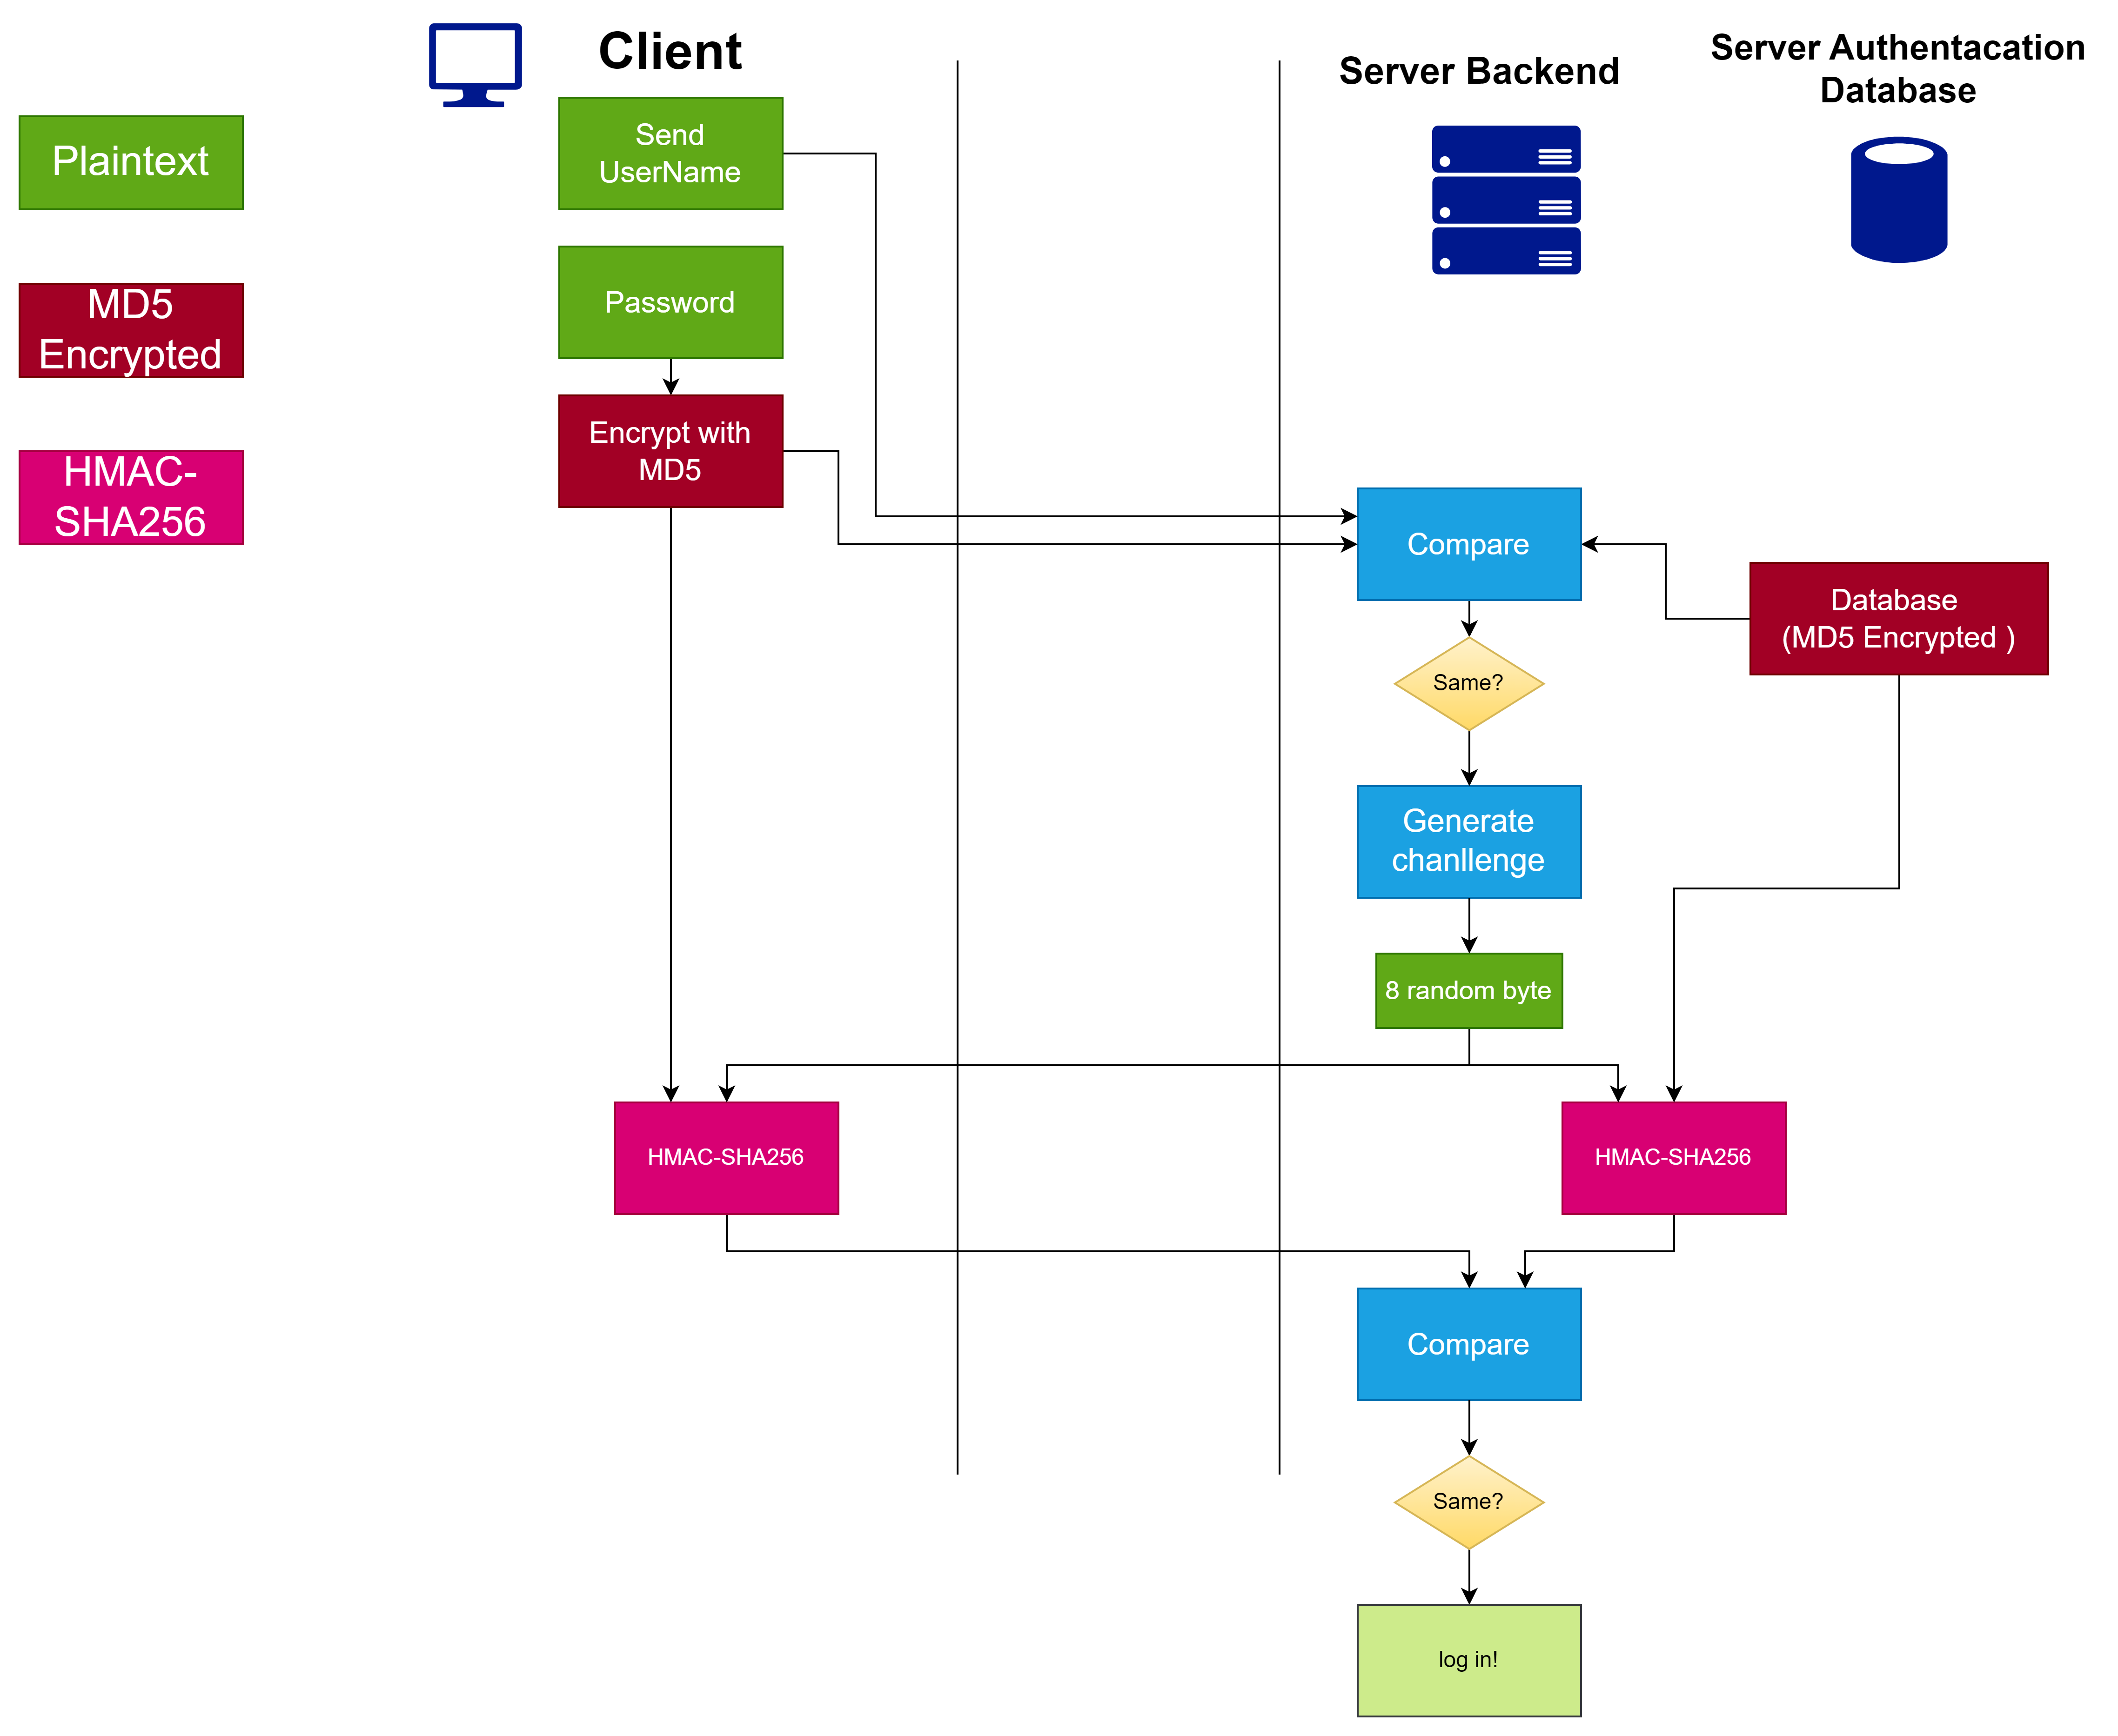 Client
Server Backend
Server Authentacation
Database
Plaintext
MD5
Encrypted
HMAC-
SHA256
Send
UserName
Password
Encrypt with
MD5
Compare
Database
(MD5 Encrypted )
Same?
Generate
chanllenge
8 random byte
HMAC-SHA256
HMAC-SHA256
Compare
Same?
log in!